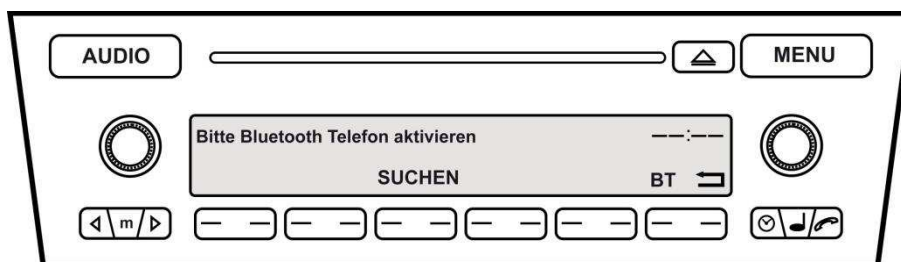 AUDIO
MENU
Bitte Bluetooth Telefon aktivieren --:--
SUCHEN BT
m